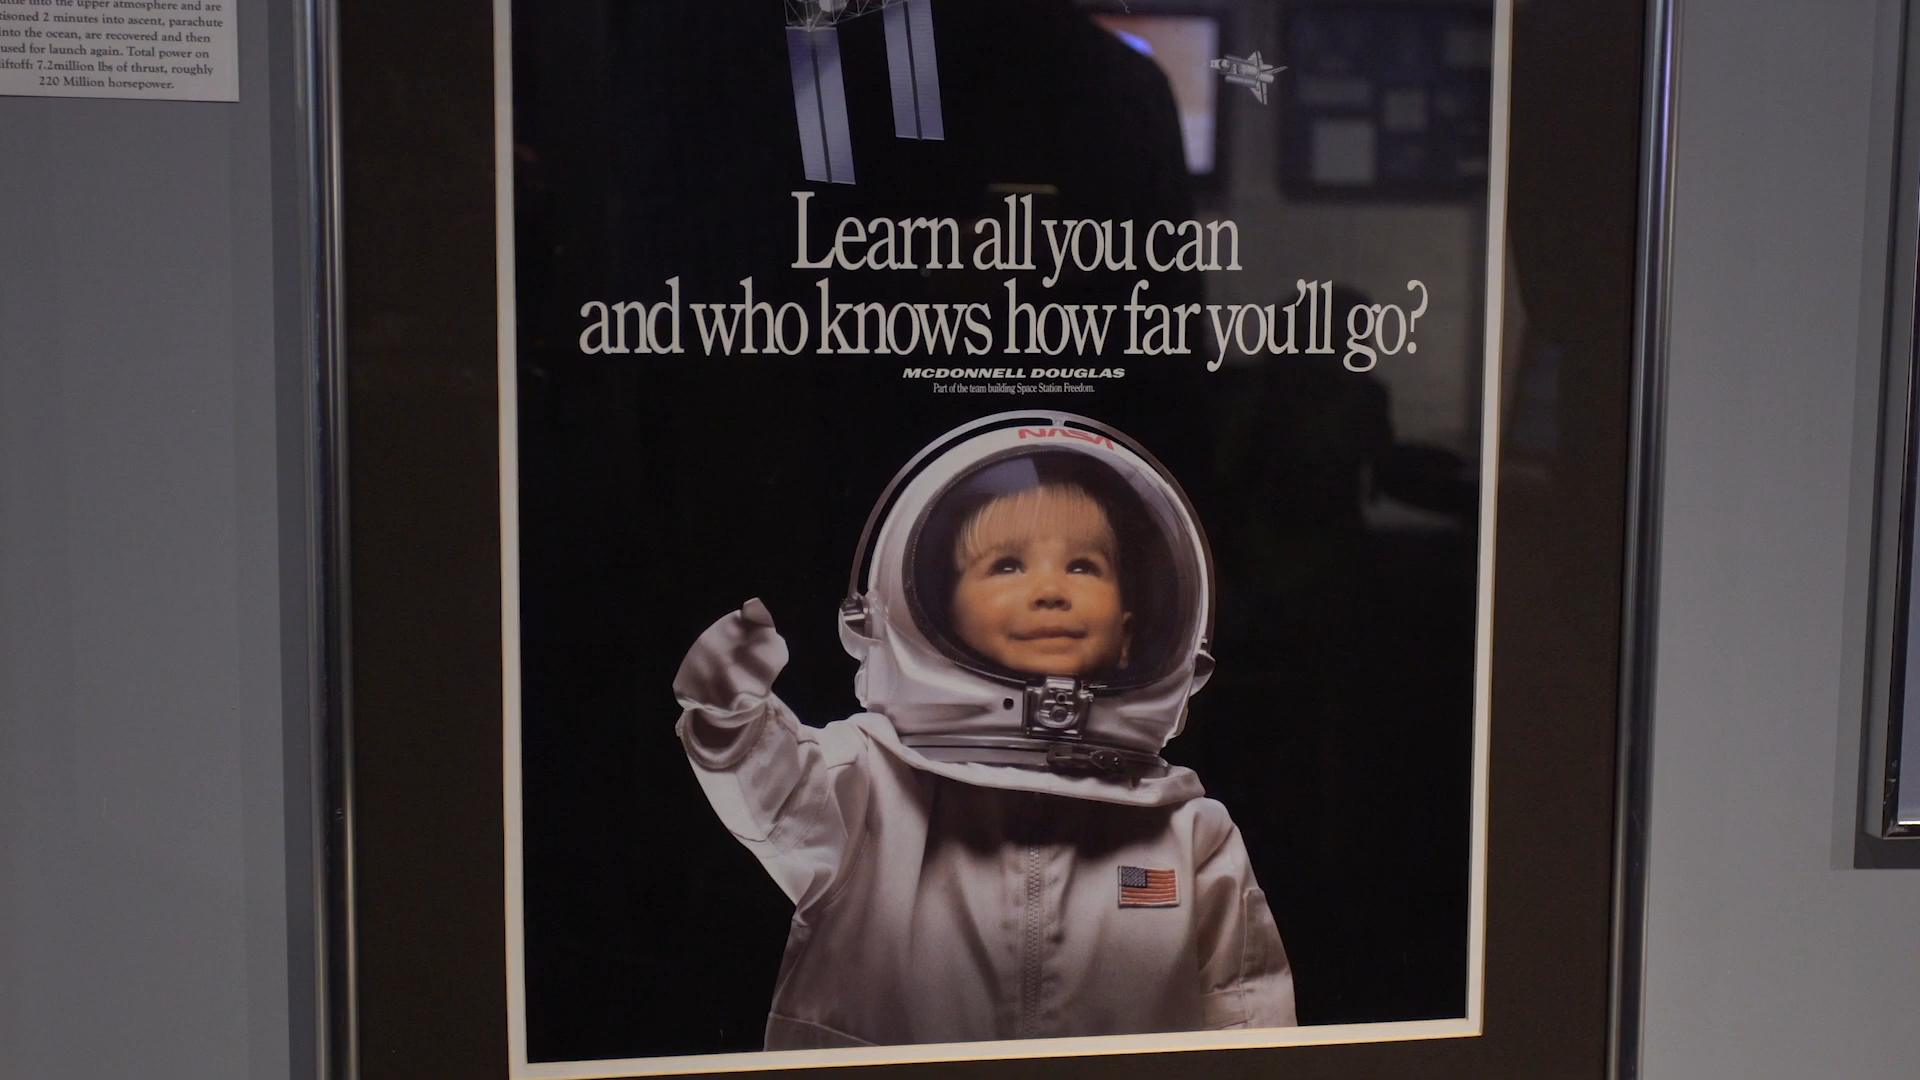 into the upper atmosphere and are
2 minutes into ascent, parachute
into the ocean, are recovered and then
used for launch again. Total power on
7.2million lbs of thrust, roughly
220 Million horsepower.
Learn all you can
and who knows how far you'll go?
MCDONNELL DOUGLAS
Part of the team building Space Station Freedom.
NASA